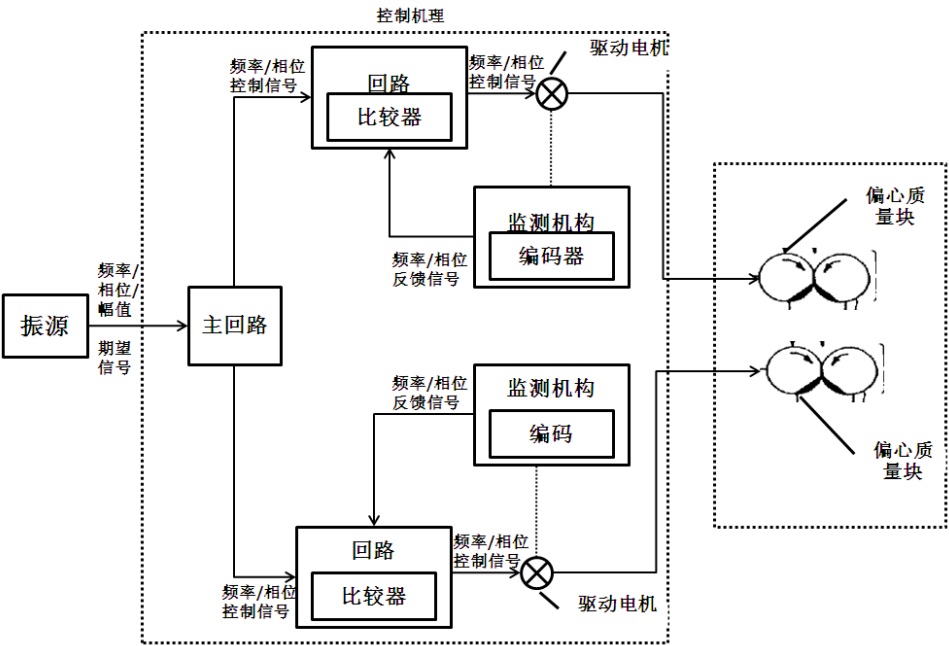 控制机理
驱动电机
频率/相位
控制信号
频率/相位
控制信号
回路
比较器
监测机构
编码器
频率/相位
反馈信号
偏心质
量块
频率/
相位/
幅值
期望
信号
振源
主回路
频率/相位
反馈信号
监测机构
编码
偏心质
量块
回路
比较器
频率/相位
控制信号
频率/相位
控制信号
驱动电机